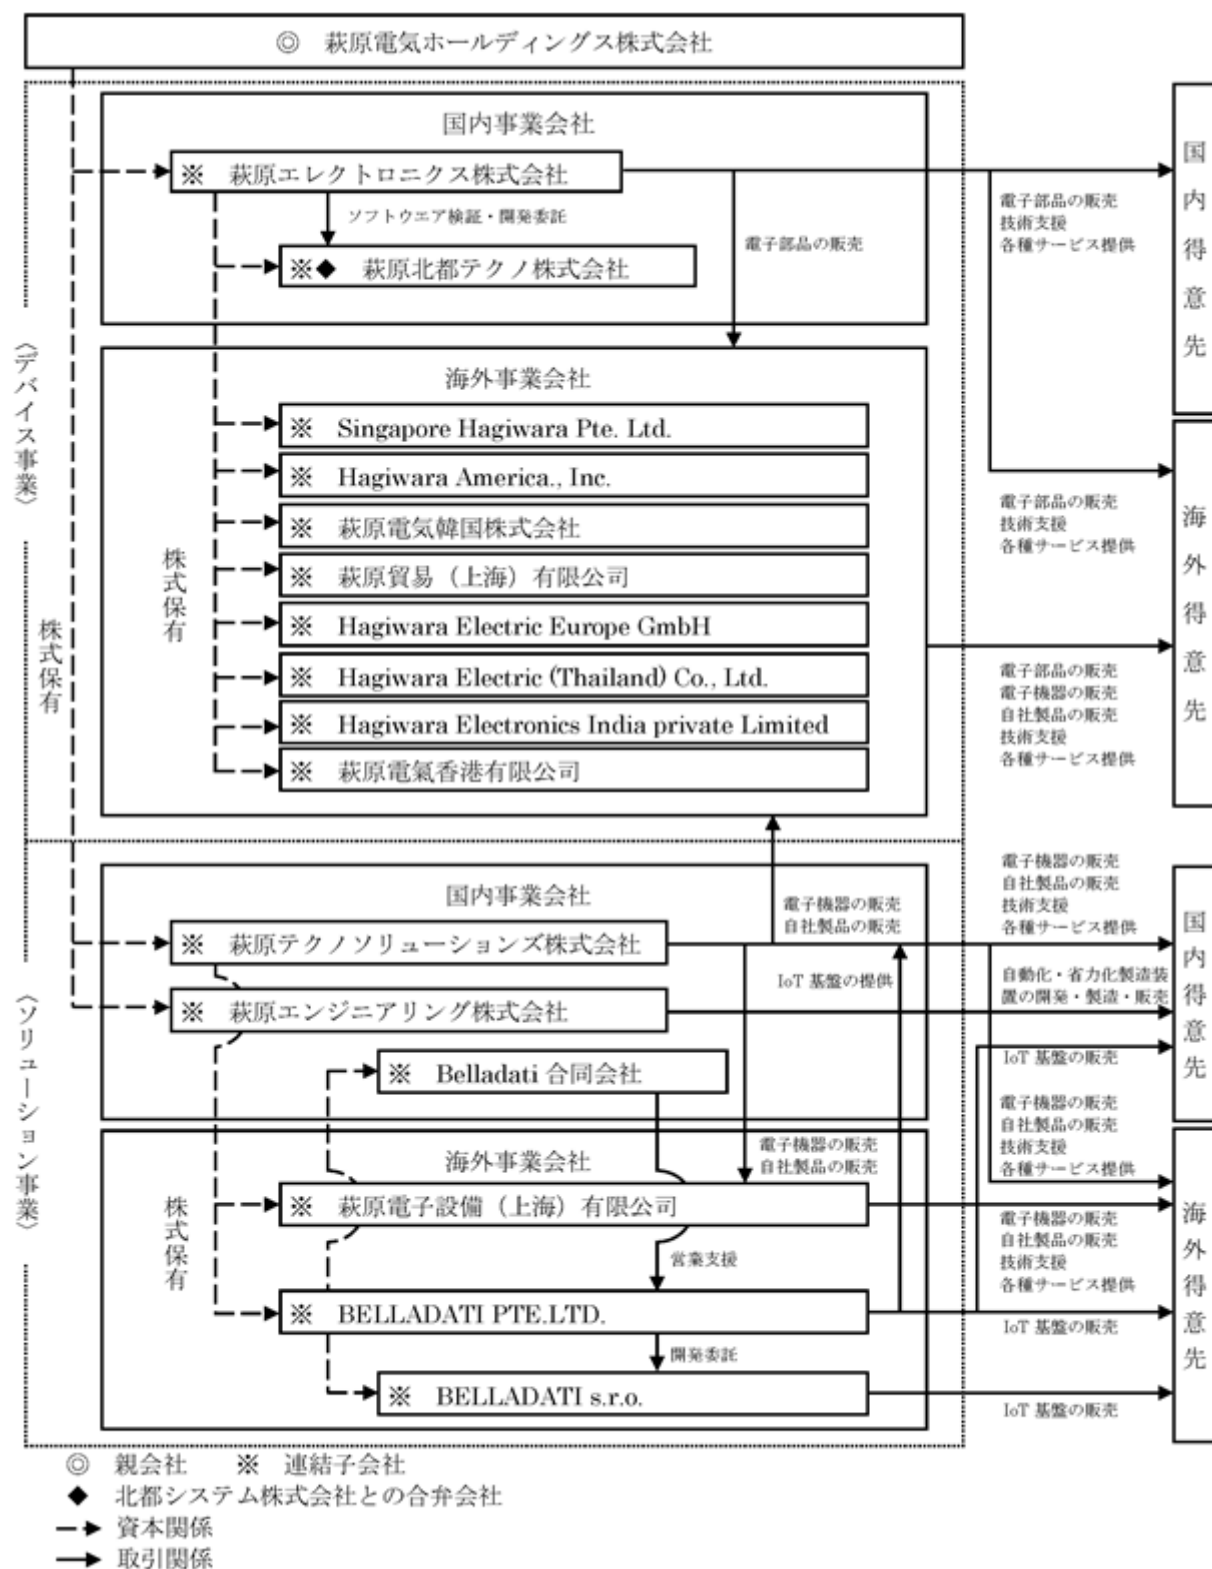 ◎ 萩原電気ホールディングス株式会社
国内事業会社
※ 萩原エレクトロニクス株式会社
ソフトウエア検証・開発委託
※◆ 萩原北都テクノ株式会社
電子部品の販売
電子部品の販売
技術支援
各種サービス提供
国内得意先
〈デバイス事業〉
海外事業会社
※ Singapore Hagiwara Pte. Ltd.
※ Hagiwara America., Inc.
※ 萩原電気韓国株式会社
※ 萩原貿易（上海）有限公司
※ Hagiwara Electric Europe GmbH
※ Hagiwara Electric (Thailand) Co., Ltd.
※ Hagiwara Electronics India private Limited
※ 萩原電氣香港有限公司
株式保有
株式保有
電子部品の販売
技術支援
各種サービス提供
海外得意先
電子部品の販売
電子機器の販売
自社製品の販売
技術支援
各種サービス提供
〈ソリューション事業〉
国内事業会社
※ 萩原テクノソリューションズ株式会社
※ 萩原エンジニアリング株式会社
※ Belladati 合同会社
電子機器の販売
自社製品の販売
IoT 基盤の提供
電子機器の販売
自社製品の販売
技術支援
各種サービス提供
自動化・省力化製造装
置の開発・製造・販売
IoT 基盤の販売
国内得意先
海外事業会社
電子機器の販売
自社製品の販売
※ 萩原電子設備（上海）有限公司
営業支援
※ BELLADATI PTE.LTD.
開発委託
※ BELLADATI s.r.o.
株式保有
電子機器の販売
自社製品の販売
技術支援
各種サービス提供
電子機器の販売
自社製品の販売
技術支援
各種サービス提供
IoT 基盤の販売
IoT 基盤の販売
海外得意先
◎ 親会社 ※ 連結子会社
◆ 北都システム株式会社との合弁会社
資本関係
取引関係